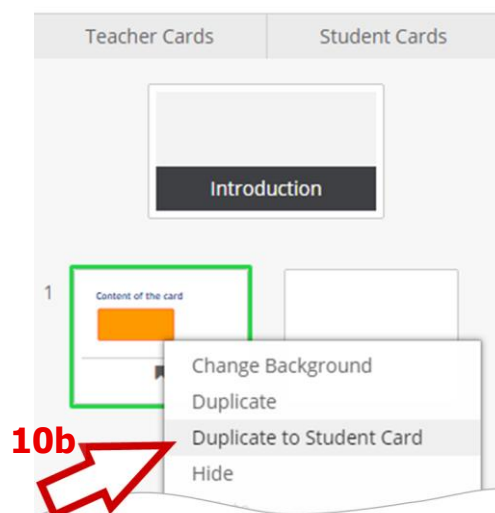 Teacher Cards Student Cards
Introduction
1
Content of the card
Change Background
Duplicate
10b
Duplicate to Student Card
Hide